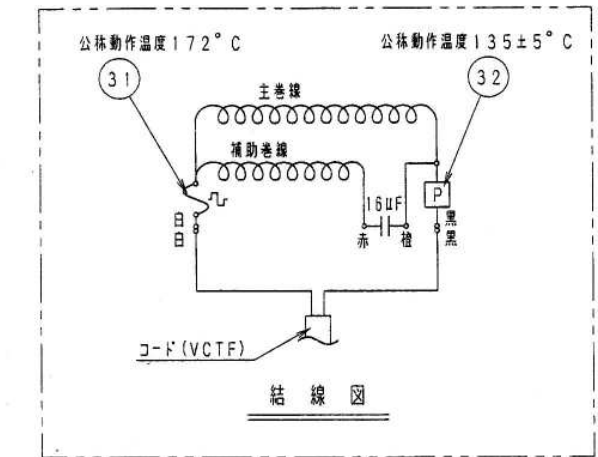 公称動作温度172°C
公称動作温度135±5°C
31
32
主巻線
補助巻線
P
16μF
白
白
赤
橙
黒
黒
コード(VCTF)
結線図